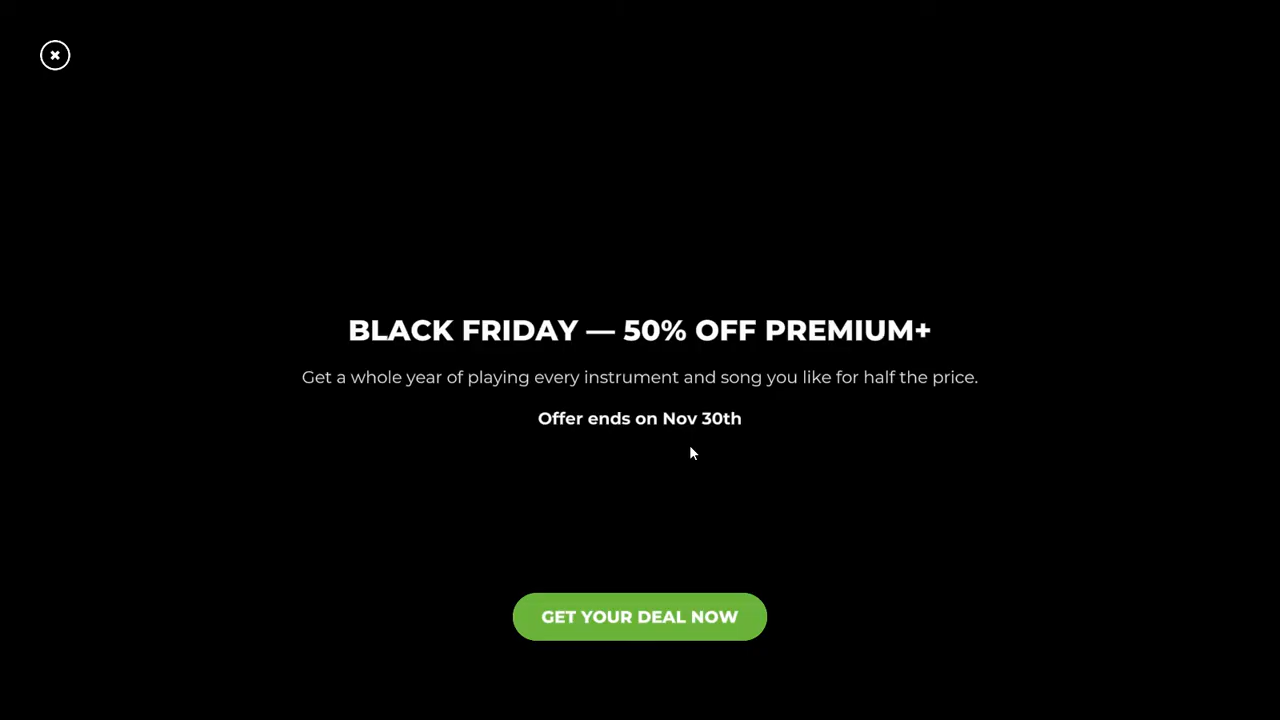 BLACK FRIDAY — 50% OFF PREMIUM+
Get a whole year of playing every instrument and song you like for half the price.
Offer ends on Nov 30th
GET YOUR DEAL NOW